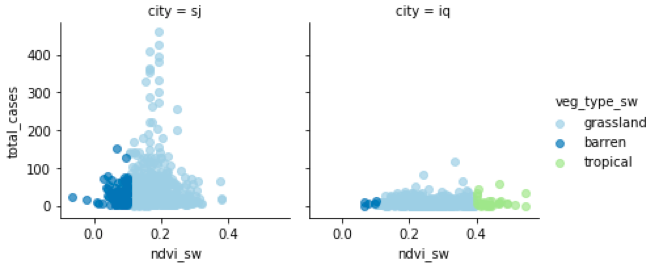 city = sj
city = iq
400
300
200
100
0
total_cases
0.0 0.2 0.4
0.0 0.2 0.4
ndvi_sw
ndvi_sw
veg_type_sw
grassland
barren
tropical